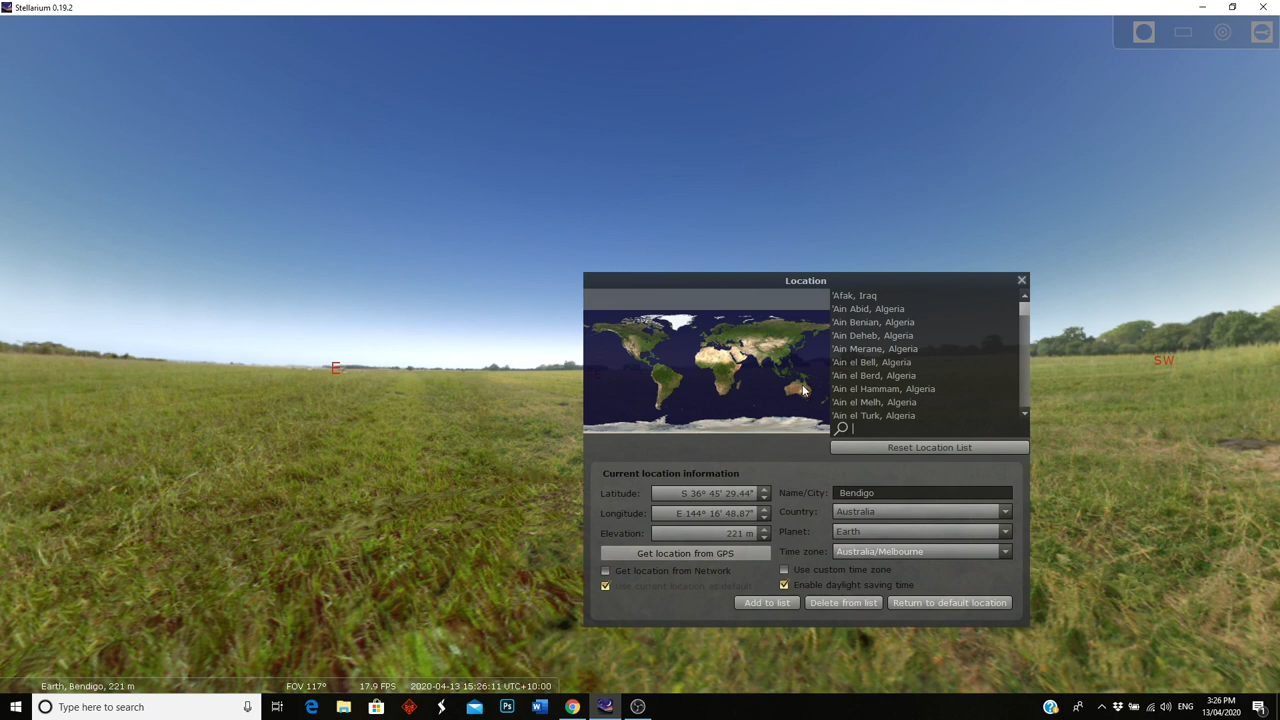 Stellarium 0.19.2
Location
'Afak, Iraq
'Ain Abid, Algeria
'Ain Benian, Algeria
'Ain Deheb, Algeria
'Ain Merane, Algeria
'Ain el Bell, Algeria
'Ain el Berd, Algeria
'Ain el Hammam, Algeria
'Ain el Melh, Algeria
'Ain el Turk, Algeria
Reset Location List
E
SW
Current location information
Latitude: S 36° 45' 29.44"
Longitude: E 144° 16' 48.87"
Elevation: 221 m
Get location from GPS
Get location from Network
Use current location as default
Name/City: Bendigo
Country: Australia
Planet: Earth
Time zone: Australia/Melbourne
Use custom time zone
Enable daylight saving time
Add to list
Delete from list
Return to default location
Earth, Bendigo, 221 m
FOV 117°
17.9 FPS
2020-04-13 15:26:11 UTC+10:00
Type here to search
ENG
3:26 PM
13/04/2020